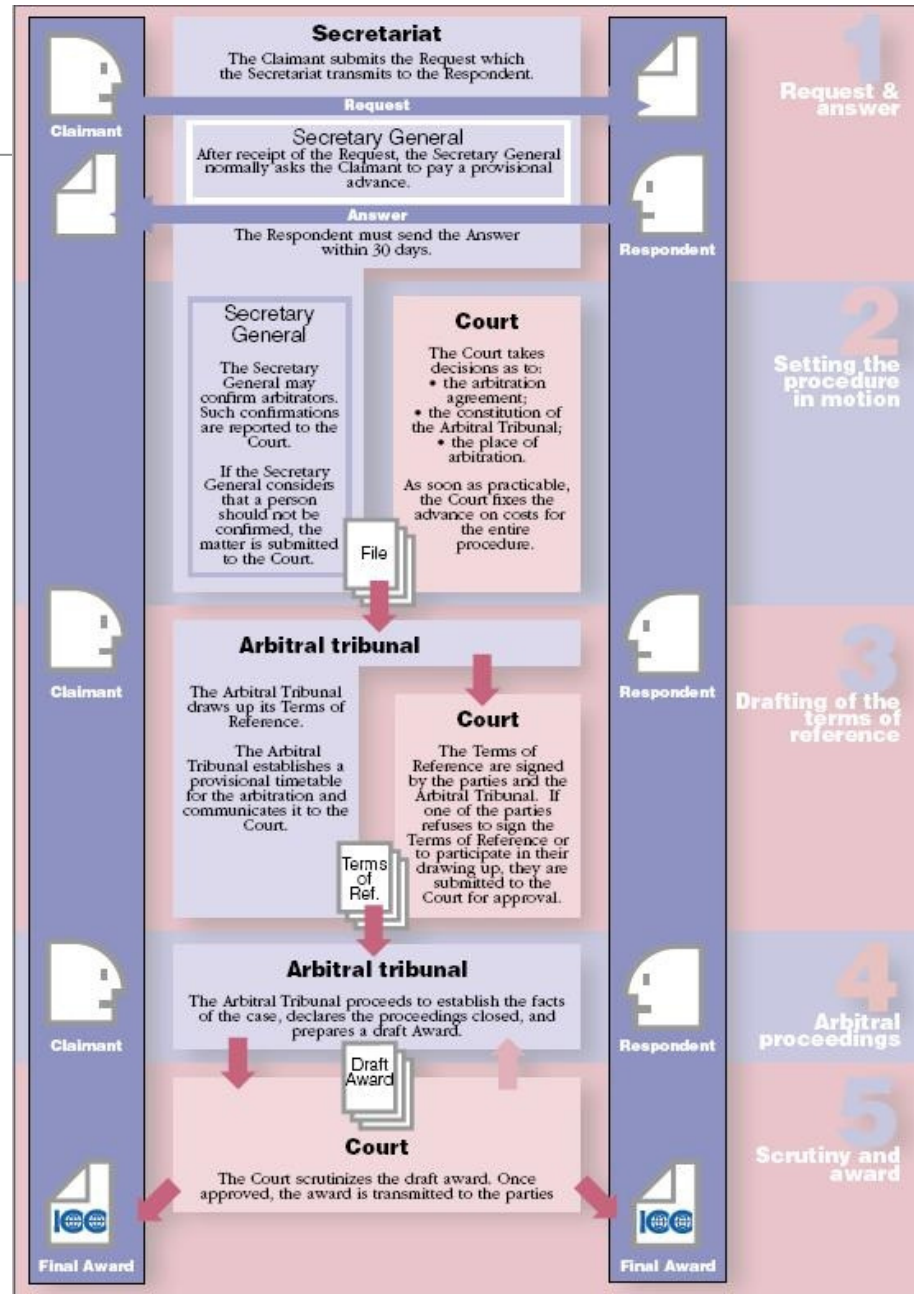 Secretariat
The Claimant submits the Request which
the Secretariat transmits to the Respondent.
Request
Claimant
1
Request &
answer
Secretary General
After receipt of the Request, the Secretary General
normally asks the Claimant to pay a provisional
advance.
Answer
The Respondent must send the Answer
within 30 days.
Respondent
Secretary
General
The Secretary
General may
confirm arbitrators.
Such confirmations
are reported to the
Court.
If the Secretary
General considers
that a person
should not be
confirmed, the
matter is submitted
to the Court.
File
Court
The Court takes
decisions as to:
• the arbitration
agreement;
• the constitution of
the Arbitral Tribunal;
• the place of
arbitration.
As soon as practicable,
the Court fixes the
advance on costs for
the entire
procedure.
2
Setting the
procedure
in motion
Arbitral tribunal
Claimant
The Arbitral Tribunal
draws up its Terms of
Reference.
The Arbitral
Tribunal establishes a
provisional timetable
for the arbitration and
communicates it to the
Court.
Terms
of
Ref.
Court
The Terms of
Reference are signed
by the parties and the
Arbitral Tribunal. If
one of the parties
refuses to sign the
Terms of Reference or
to participate in their
drawing up, they are
submitted to the
Court for approval.
Respondent
3
Drafting of the
terms of
reference
Arbitral tribunal
The Arbitral Tribunal proceeds to establish the facts
of the case, declares the proceedings closed, and
prepares a draft Award.
Claimant
Respondent
4
Arbitral
proceedings
Draft
Award
Court
The Court scrutinizes the draft award. Once
approved, the award is transmitted to the parties
5
Scrutiny and
award
ICC
Final Award
ICC
Final Award